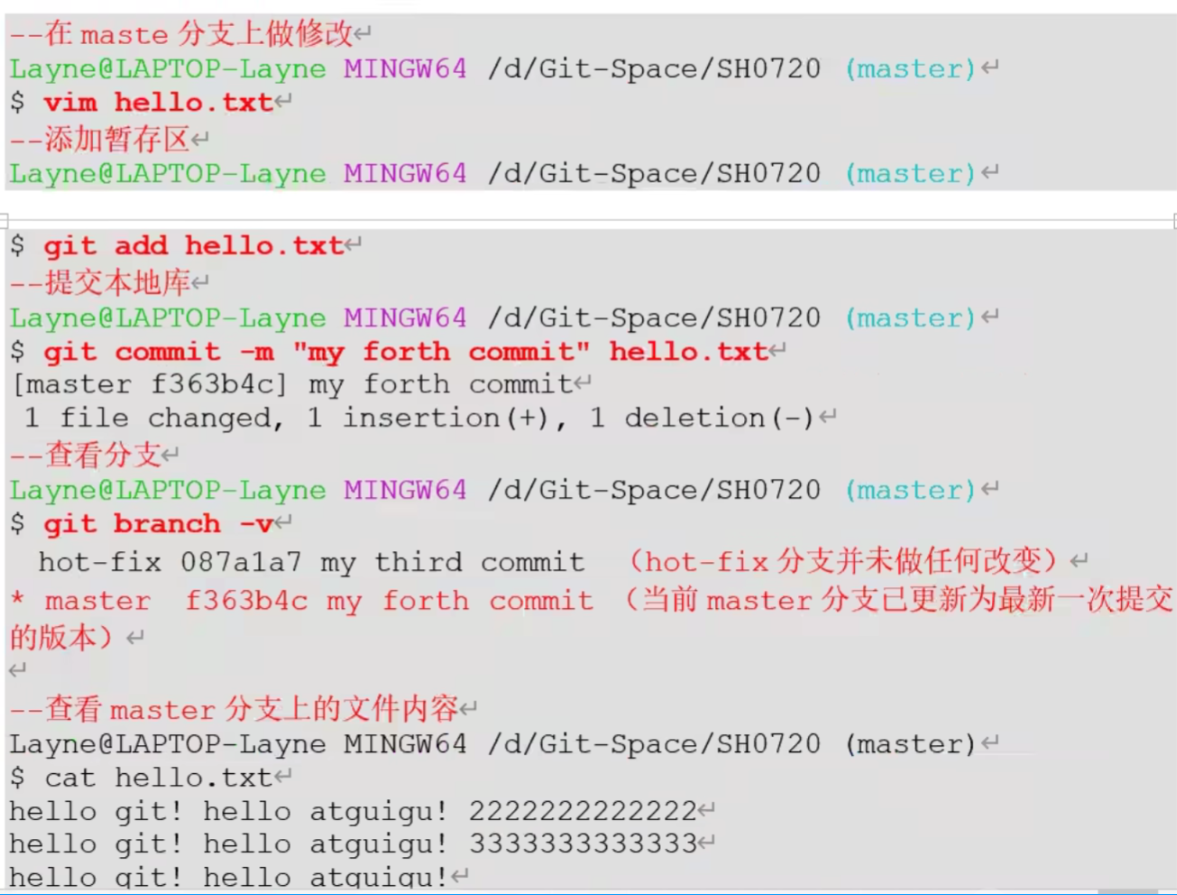 --在 maste 分支上做修改↵
Layne@LAPTOP-Layne MINGW64 /d/Git-Space/SH0720 (master)↵
$ vim hello.txt↵
--添加暂存区↵
Layne@LAPTOP-Layne MINGW64 /d/Git-Space/SH0720 (master)↵
$ git add hello.txt↵
--提交本地库↵
Layne@LAPTOP-Layne MINGW64 /d/Git-Space/SH0720 (master)↵
$ git commit -m "my forth commit" hello.txt↵
[master f363b4c] my forth commit↵
 1 file changed, 1 insertion(+), 1 deletion(-)↵
--查看分支↵
Layne@LAPTOP-Layne MINGW64 /d/Git-Space/SH0720 (master)↵
$ git branch -v↵
  hot-fix 087a1a7 my third commit （hot-fix 分支并未做任何改变）↵
* master  f363b4c my forth commit （当前 master 分支已更新为最新一次提交
的版本）↵
↵
--查看 master 分支上的文件内容↵
Layne@LAPTOP-Layne MINGW64 /d/Git-Space/SH0720 (master)↵
$ cat hello.txt↵
hello git! hello atguigu! 2222222222222↵
hello git! hello atguigu! 3333333333333↵
hello git! hello atguigu!↵